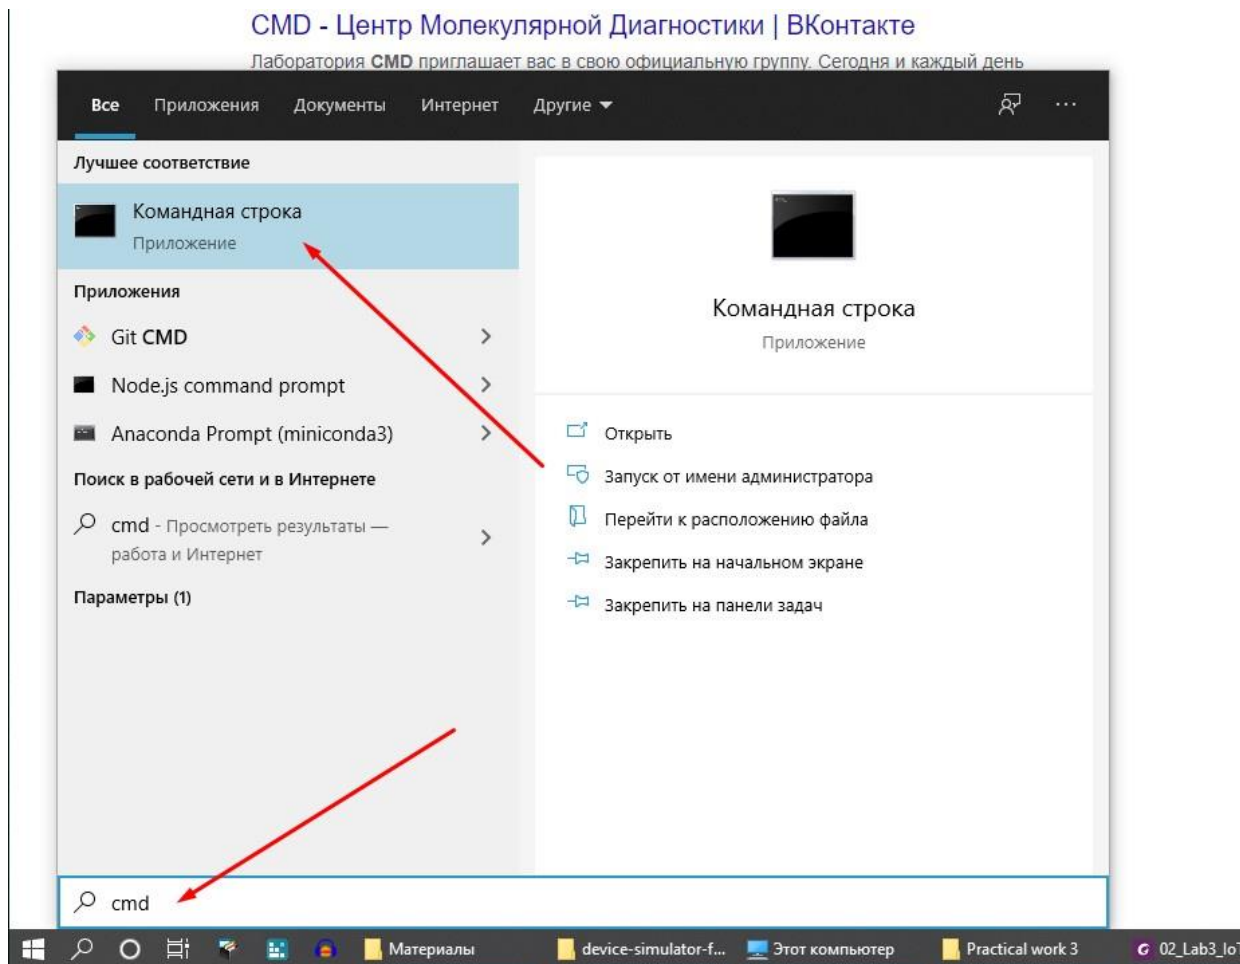 CMD - Центр Молекулярной Диагностики | ВКонтакте
Лаборатория CMD приглашает вас в свою официальную группу. Сегодня и каждый день
Все Приложения Документы Интернет Другие
Лучшее соответствие
Командная строка
Приложение
Приложения
Git CMD
Node.js command prompt
Anaconda Prompt (miniconda3)
Поиск в рабочей сети и в Интернете
cmd - Просмотреть результаты —
работа и Интернет
Параметры (1)
Командная строка
Приложение
Открыть
Запуск от имени администратора
Перейти к расположению файла
Закрепить на начальном экране
Закрепить на панели задач
cmd
Материалы device-simulator-f... Этот компьютер Practical work 3 02_Lab3_IoT